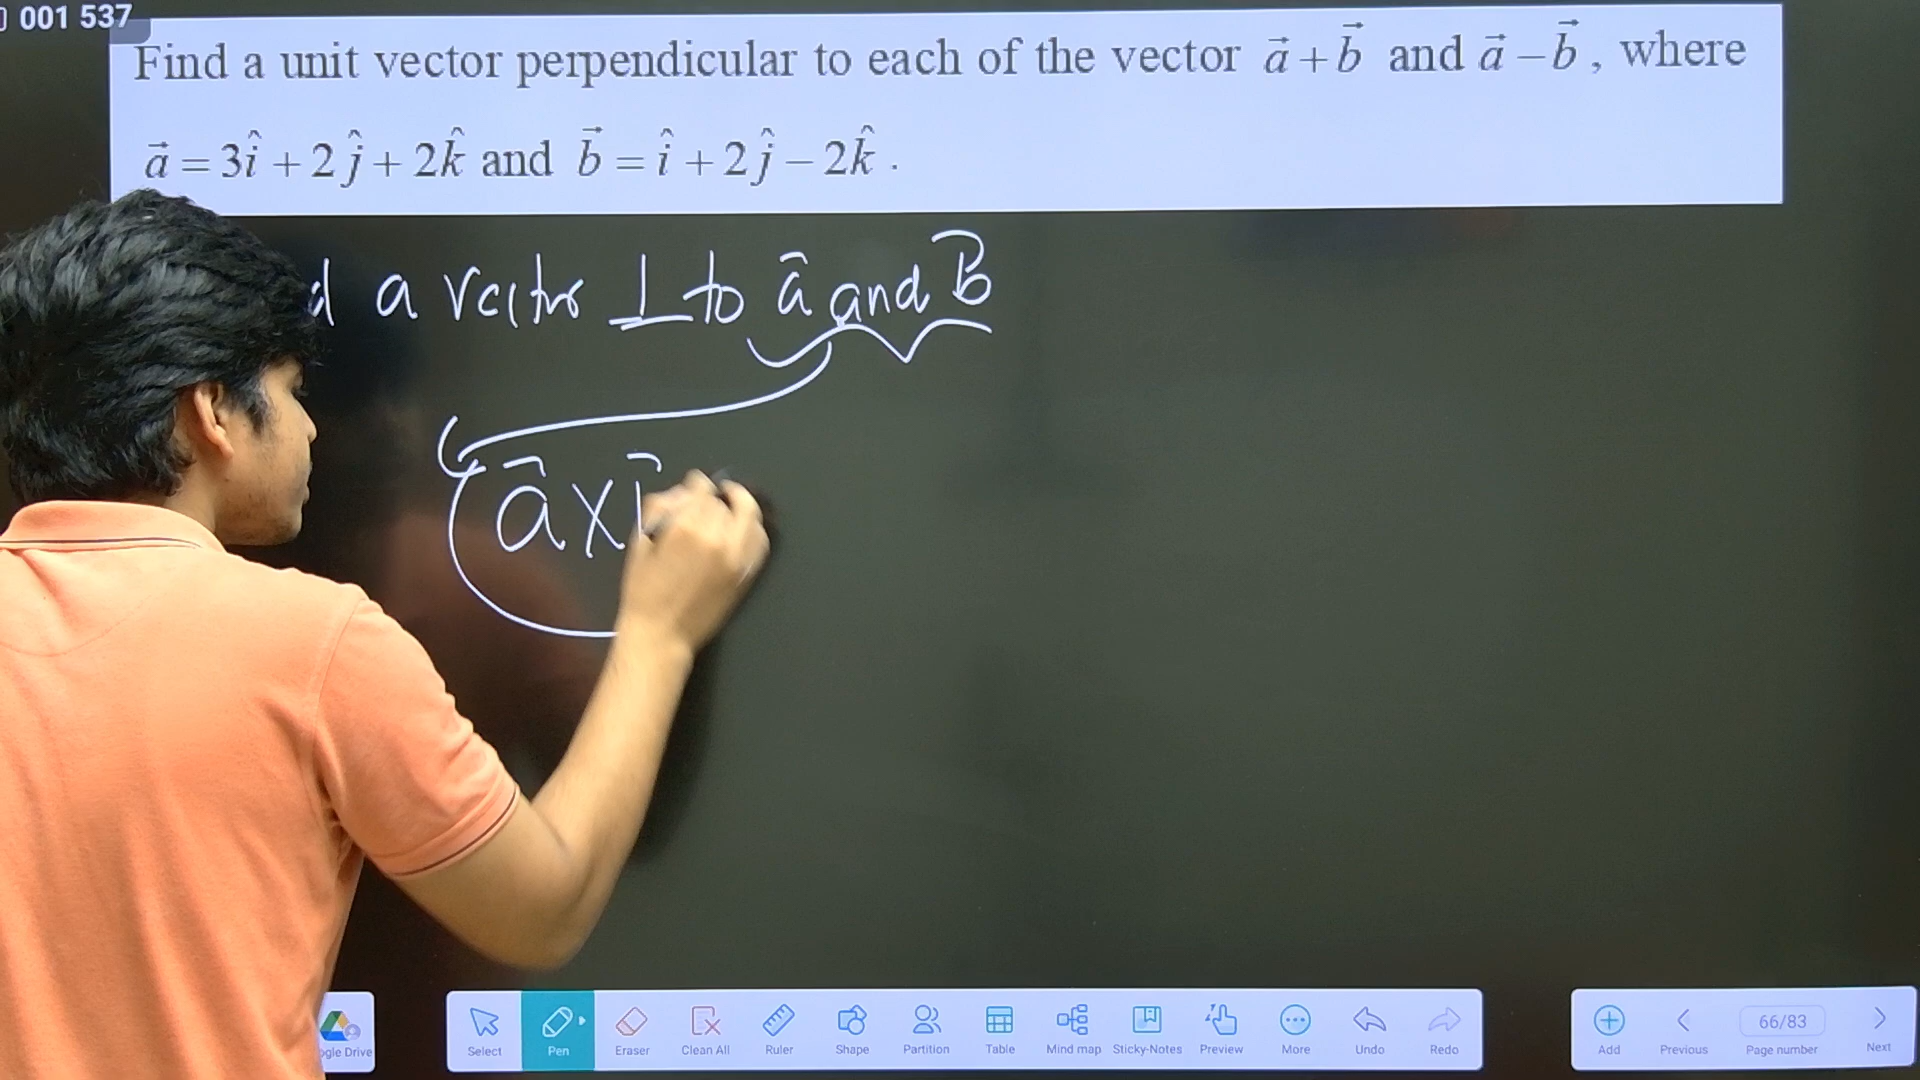 001 537
Find a unit vector perpendicular to each of the vector a⃗ + b⃗ and a⃗ − b⃗ , where
a⃗ = 3î + 2ĵ + 2k̂ and b⃗ = î + 2ĵ − 2k̂ .
a vector ⊥ to a⃗ and b⃗
a⃗ ×
Select
Pen
Eraser
Clean All
Ruler
Shape
Partition
Table
Mind map
Sticky-Notes
Preview
More
Undo
Redo
Add
Previous
66/83
Page number
Next
Drive